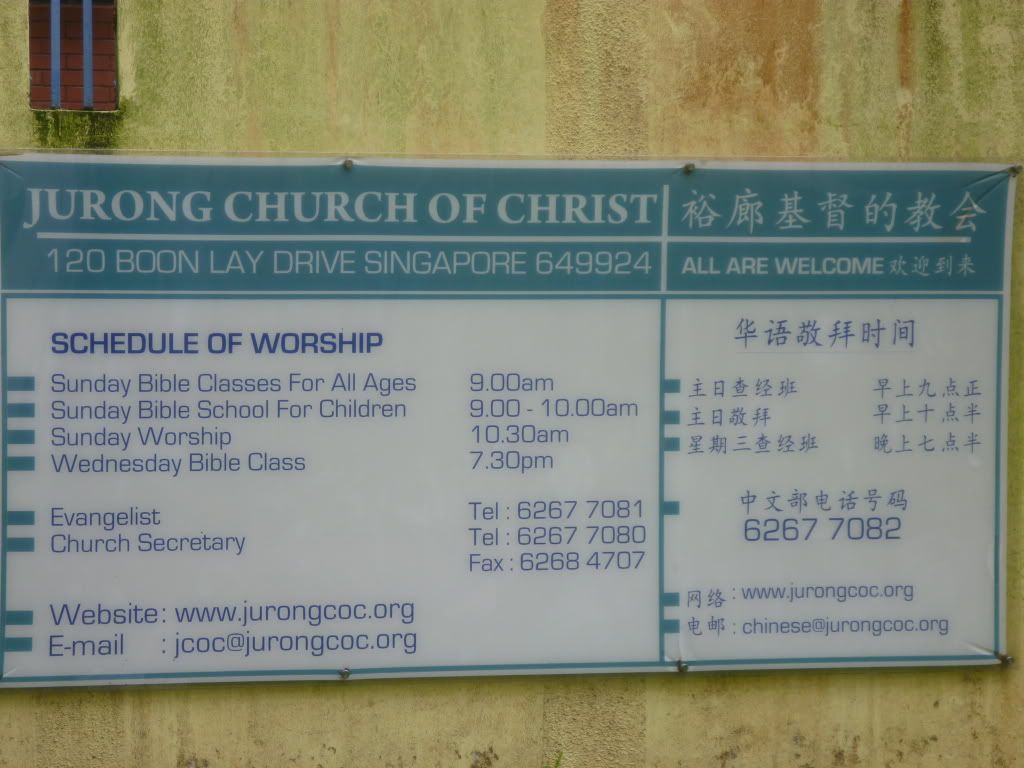 JURONG CHURCH OF CHRIST
120 BOON LAY DRIVE SINGAPORE 649924
裕廊基督的教会
ALL ARE WELCOME 欢迎到来
SCHEDULE OF WORSHIP
Sunday Bible Classes For All Ages 9.00am
Sunday Bible School For Children 9.00 - 10.00am
Sunday Worship 10.30am
Wednesday Bible Class 7.30pm
Evangelist Tel : 6267 7081
Church Secretary Tel : 6267 7080
Fax : 6268 4707
Website : www.jurongcoc.org
E-mail : jcoc@jurongcoc.org
华语敬拜时间
主日查经班 早上九点正
主日敬拜 早上十点半
星期三查经班 晚上七点半
中文部电话号码
6267 7082
网络 : www.jurongcoc.org
电邮 : chinese@jurongcoc.org